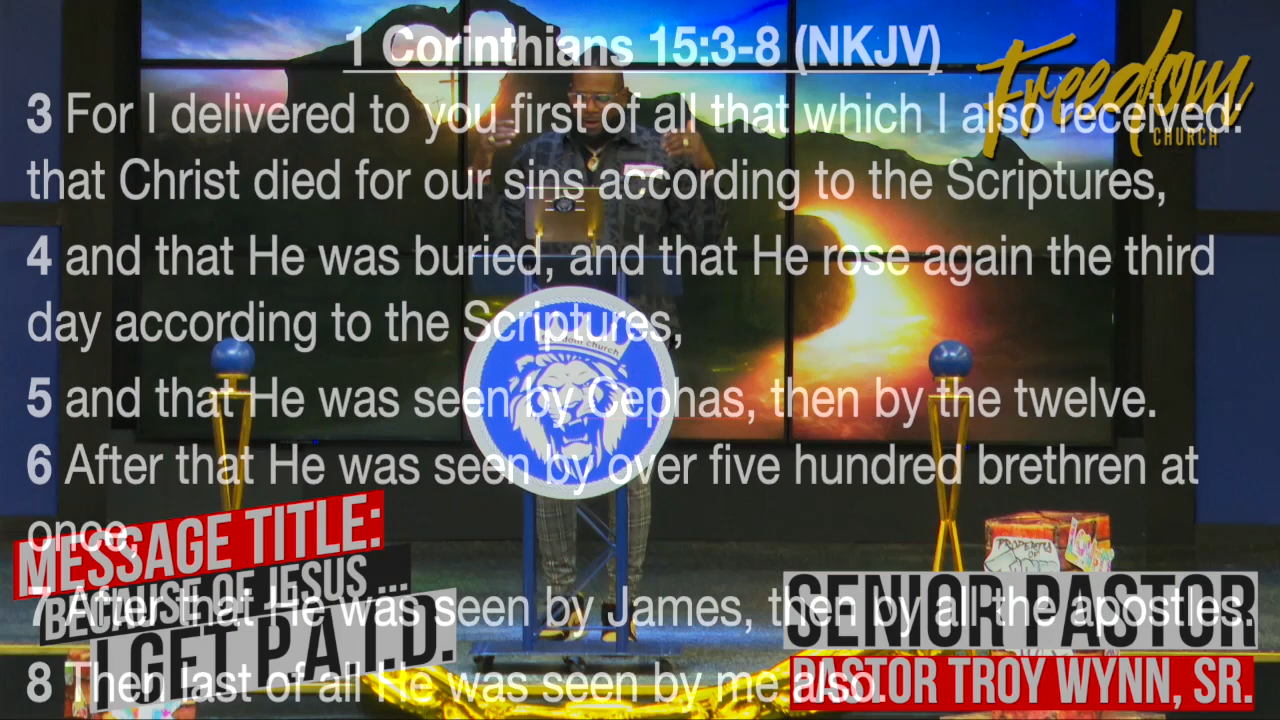 1 Corinthians 15:3-8 (NKJV)
Freedom
CHURCH
3 For I delivered to you first of all that which I also received:
that Christ died for our sins according to the Scriptures,
4 and that He was buried, and that He rose again the third
day according to the Scriptures,
5 and that He was seen by Cephas, then by the twelve.
6 After that He was seen by over five hundred brethren at
once,
7 After that He was seen by James, then by all the apostles.
8 Then last of all He was seen by me also.
church
MESSAGE TITLE:
BECAUSE OF JESUS ...
I GET P.A.I.D.
PROPERTY
OF
SENIOR PASTOR
PASTOR TROY WYNN, SR.